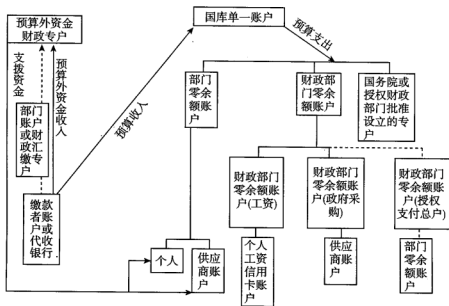 预算外资金
财政专户
国库单一账户
支
拨
资
金
预
算
外
资
金
收
入
预算支出
预算收入
部门财
账户汇
或财专
政缴户
户
部门
零余
额账
户
财政部
门零余
额账户
国务院或
授权财政
部门批准
设立的专
户
财政部门
零余额账
户(工资)
财政部门
零余额账
户(政府采
购)
财政部门
零余额账
户(授权
支付总户)
缴款
者账
户或
代收
银行
个人
供应
商账
户
个人
工资
信用
卡账户
供应
商账
户
部门
零余
额账户